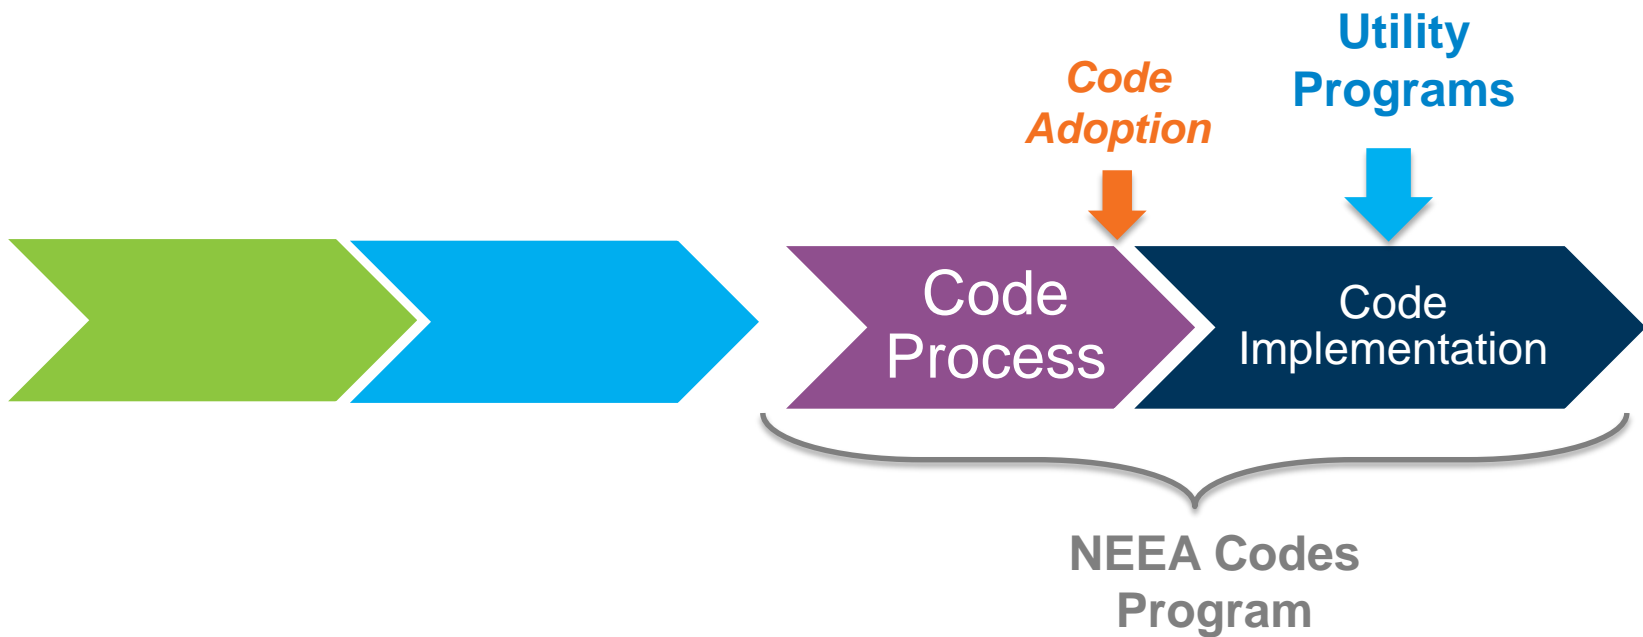 Utility
Programs
Code
Adoption
Code
Process
Code
Implementation
NEEA Codes
Program